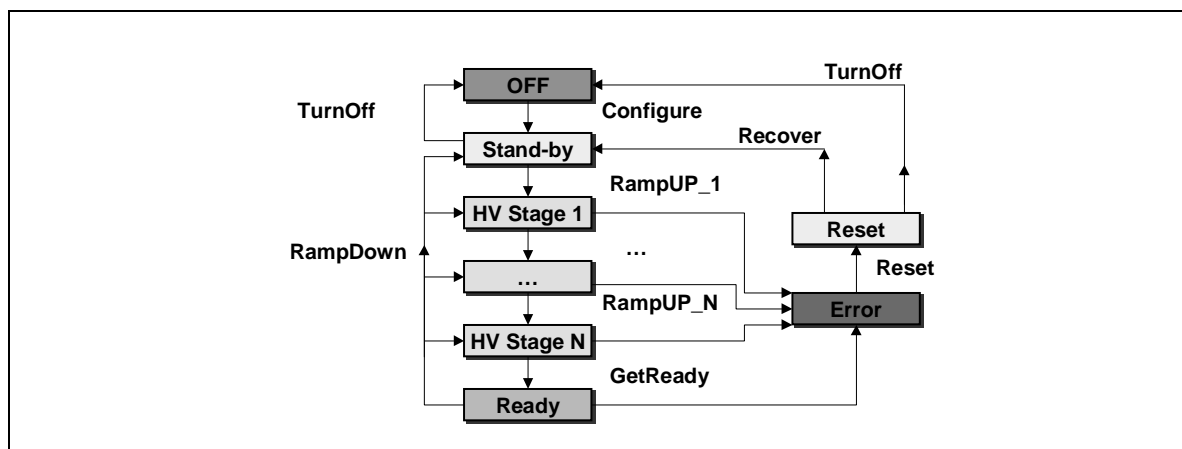 TurnOff
OFF
TurnOff
Configure
Recover
Stand-by
RampUP_1
HV Stage 1
Reset
RampDown
...
Reset
...
RampUP_N
Error
HV Stage N
GetReady
Ready